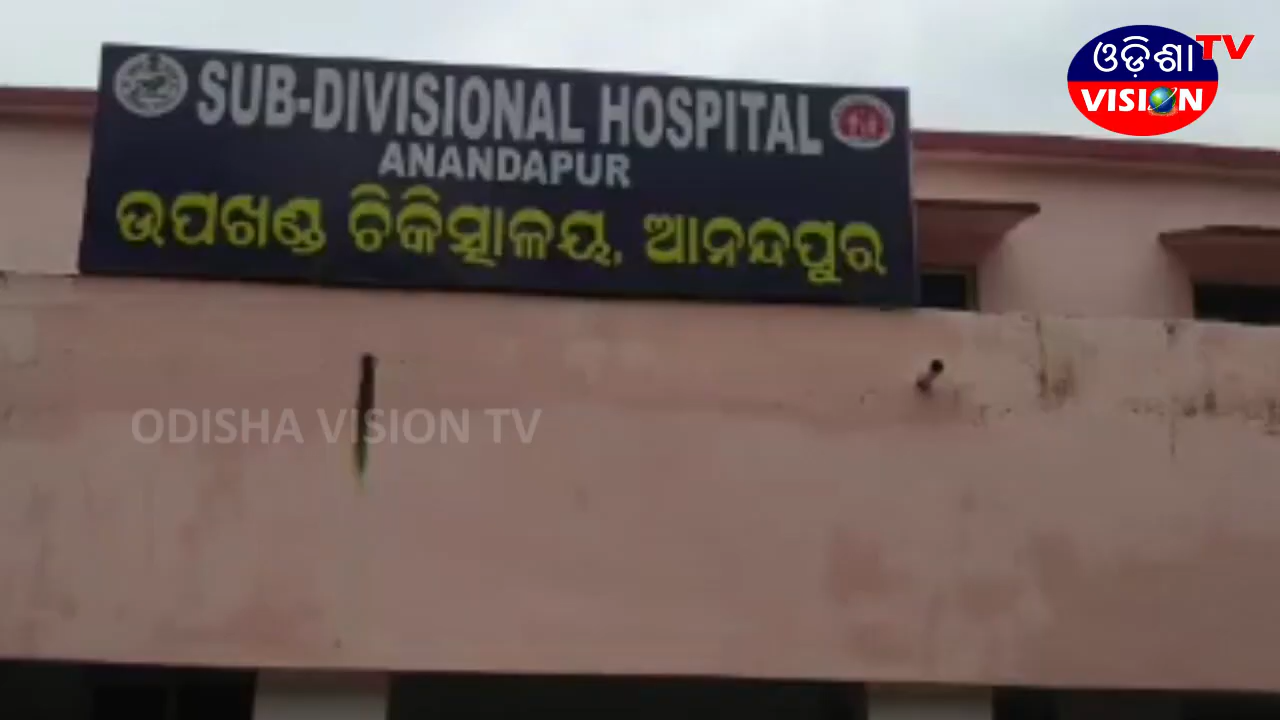 SUB-DIVISIONAL HOSPITAL
ANANDAPUR
ଉପଖଣ୍ଡ ଚିକିତ୍ସାଳୟ, ଆନନ୍ଦପୁର
ଓଡ଼ିଶା TV
VISION
ODISHA VISION TV